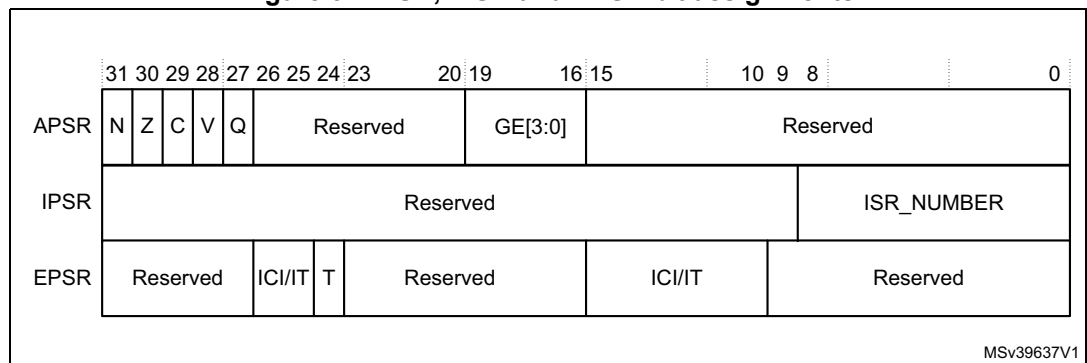 31 30 29 28 27 26 25 24 23 20 19 16 15 10 9 8 0
APSR N Z C V Q Reserved GE[3:0] Reserved
IPSR Reserved ISR_NUMBER
EPSR Reserved ICI/IT T Reserved ICI/IT Reserved
MSv39637V1